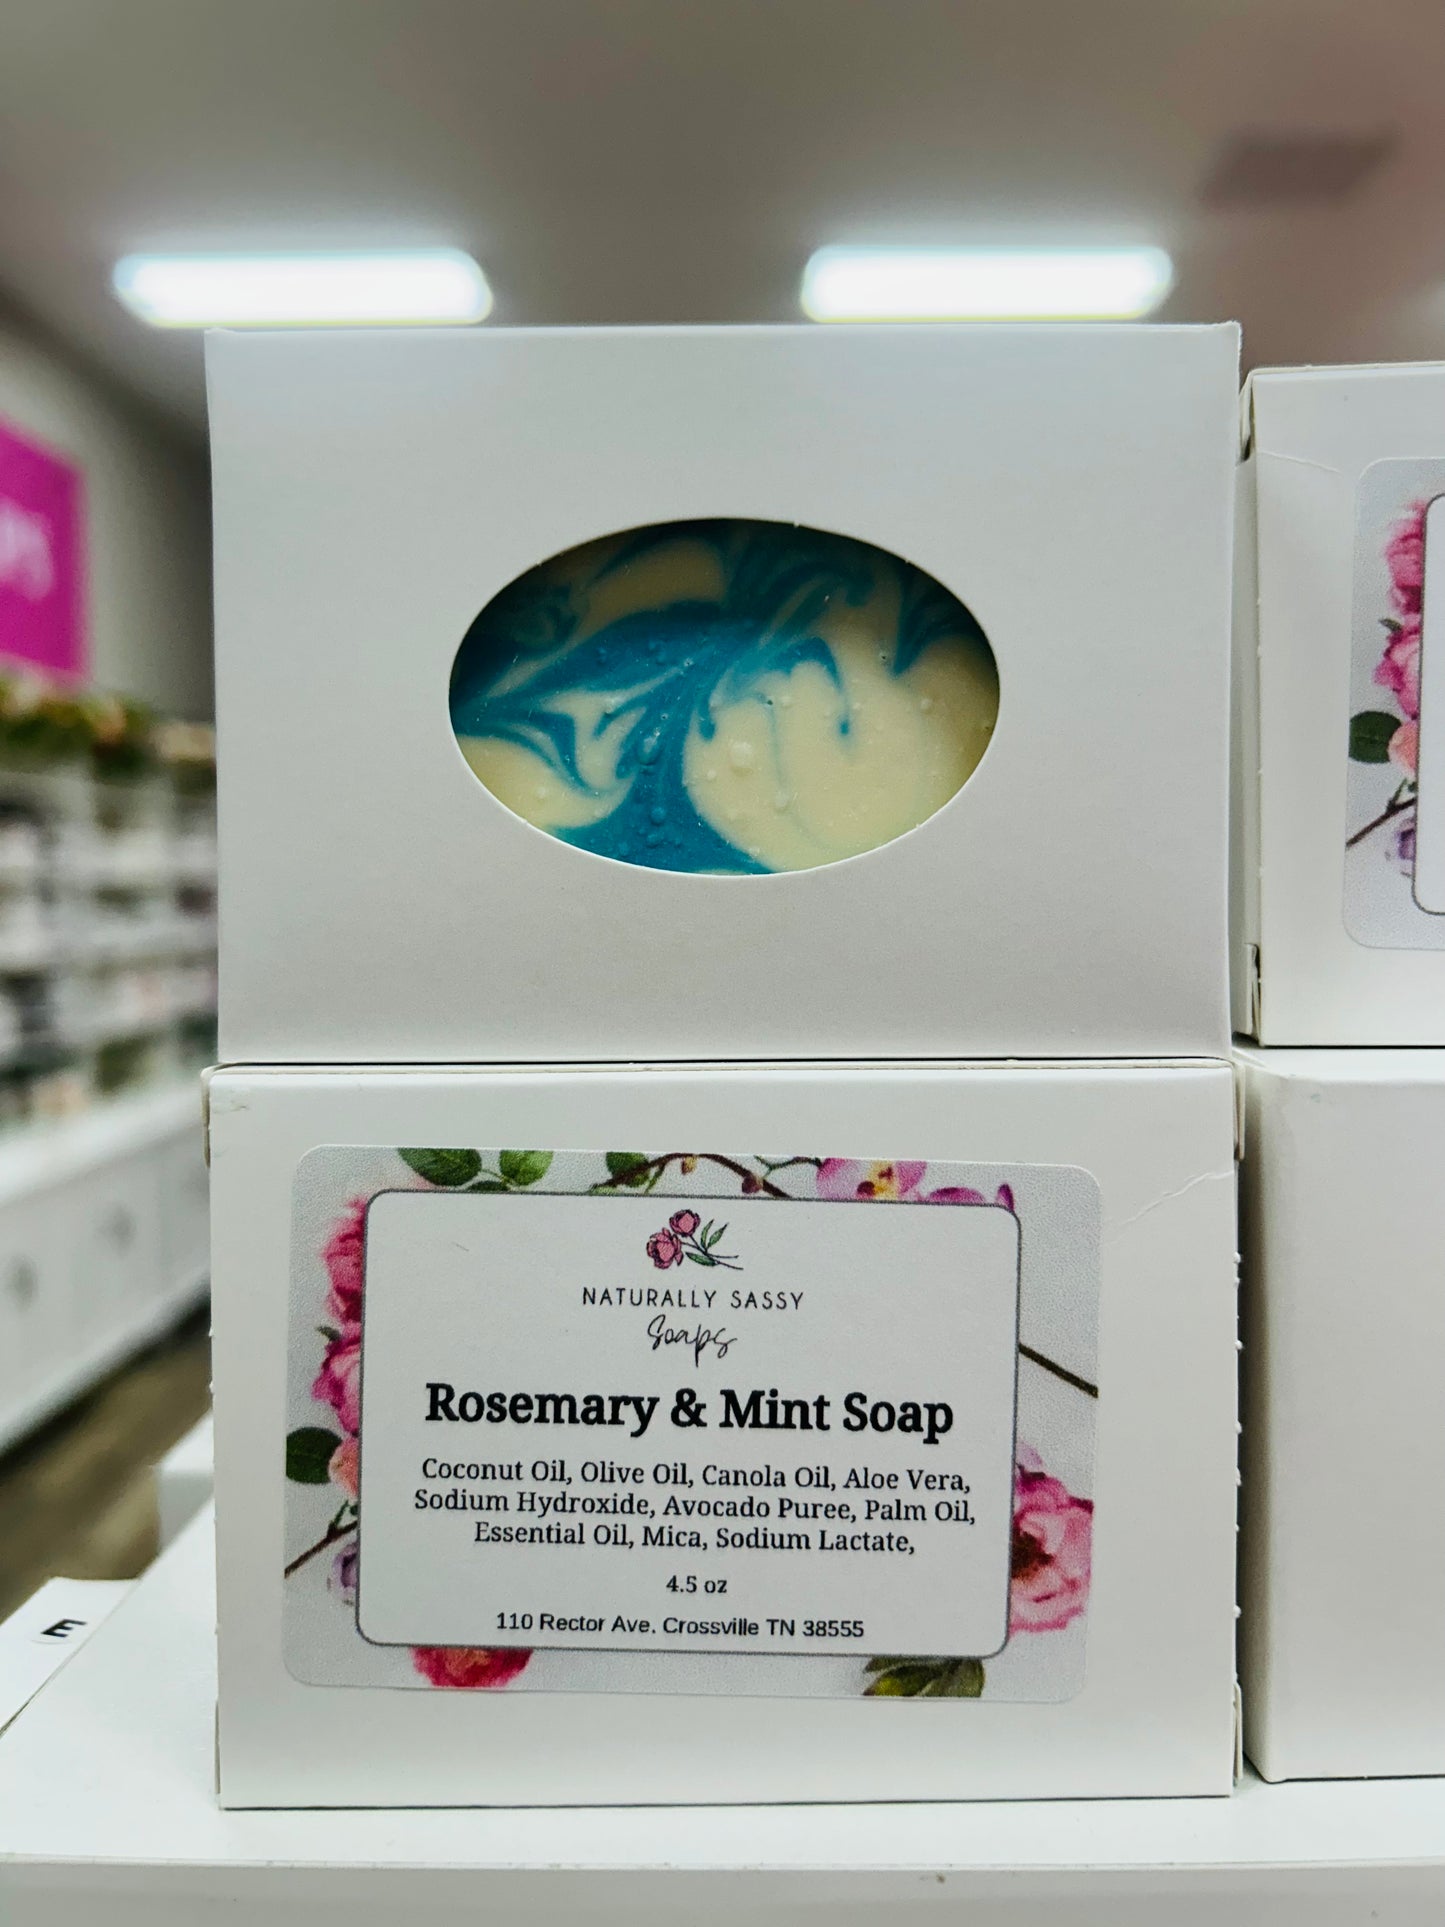 NATURALLY SASSY
Soaps
Rosemary & Mint Soap
Coconut Oil, Olive Oil, Canola Oil, Aloe Vera,
Sodium Hydroxide, Avocado Puree, Palm Oil,
Essential Oil, Mica, Sodium Lactate,
4.5 oz
110 Rector Ave. Crossville TN 38555
E